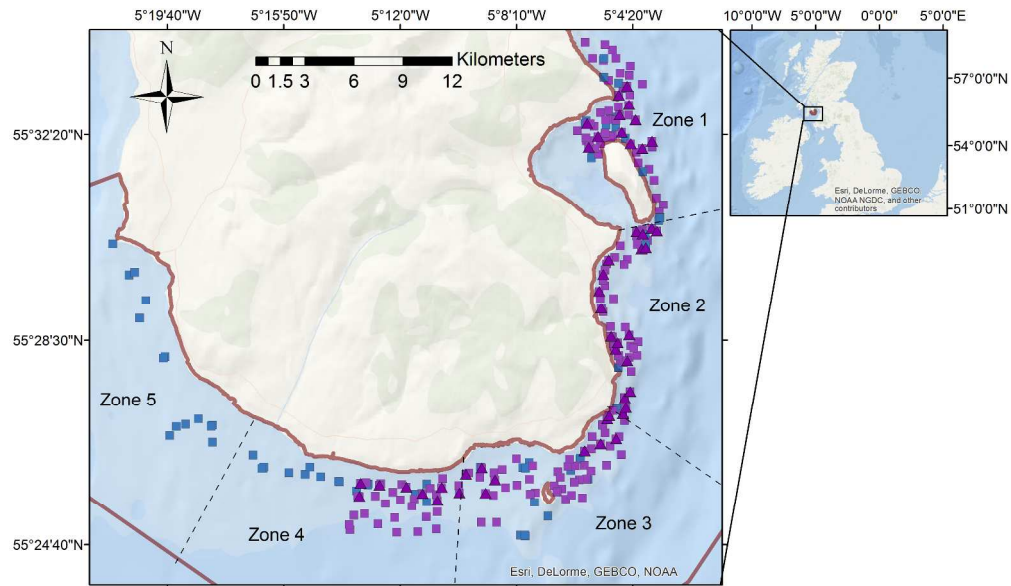 5°19'40"W 5°15'50"W 5°12'0"W 5°8'10"W 5°4'20"W
10°0'0"W 5°0'0"W 0°0'0" 5°0'0"E
N
Kilometers
0 1.5 3 6 9 12
57°0'0"N
Zone 1
55°32'20"N
54°0'0"N
Esri, DeLorme, GEBCO,
NOAA NGDC, and other
contributors
51°0'0"N
Zone 2
55°28'30"N
Zone 5
Zone 4
Zone 3
55°24'40"N
Esri, DeLorme, GEBCO, NOAA